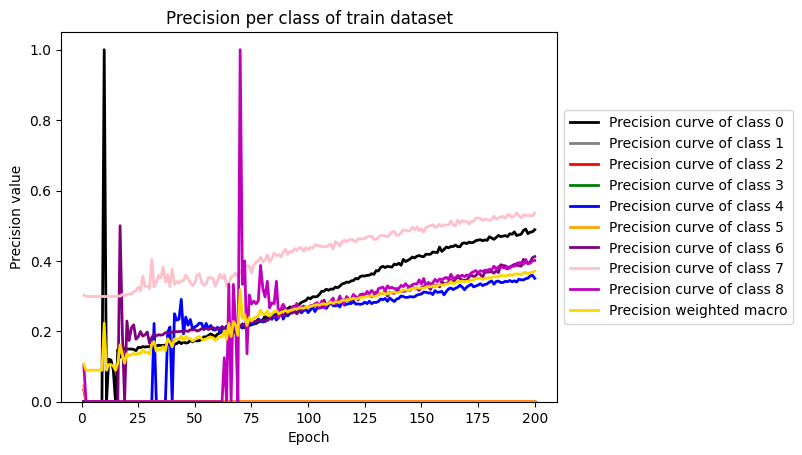 Precision per class of train dataset
Precision value
1.0
0.8
0.6
0.4
0.2
0.0
0 25 50 75 100 125 150 175 200
Epoch
Precision curve of class 0
Precision curve of class 1
Precision curve of class 2
Precision curve of class 3
Precision curve of class 4
Precision curve of class 5
Precision curve of class 6
Precision curve of class 7
Precision curve of class 8
Precision weighted macro